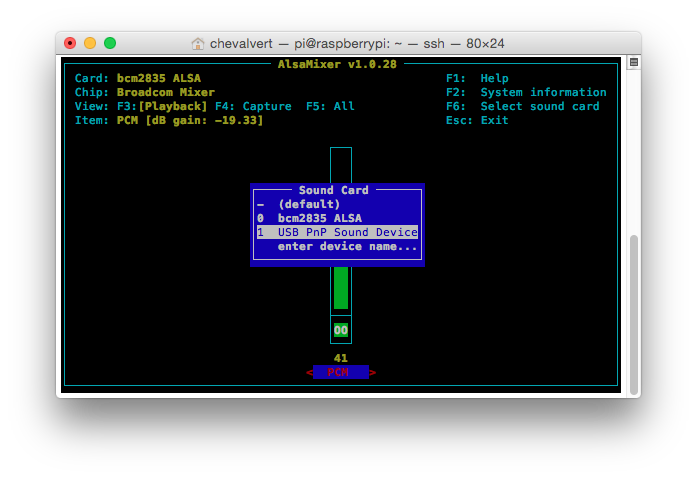 chevalvert — pi@raspberrypi: ~ — ssh — 80×24
AlsaMixer v1.0.28
Card: bcm2835 ALSA F1: Help
Chip: Broadcom Mixer F2: System information
View: F3:[Playback] F4: Capture F5: All F6: Select sound card
Item: PCM [dB gain: −19.33] Esc: Exit
Sound Card
– (default)
0 bcm2835 ALSA
1 USB PnP Sound Device
enter device name...
OO
41
< PCM >